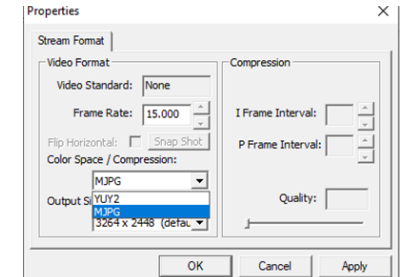 Properties
Stream Format
Video Format
Video Standard: None
Frame Rate: 15.000
Flip Horizontal: Snap Shot
Color Space / Compression:
MJPG
YUY2
MJPG
Output Si
3264 x 2448 (defau
Compression
I Frame Interval:
P Frame Interval:
Quality:
OK Cancel Apply